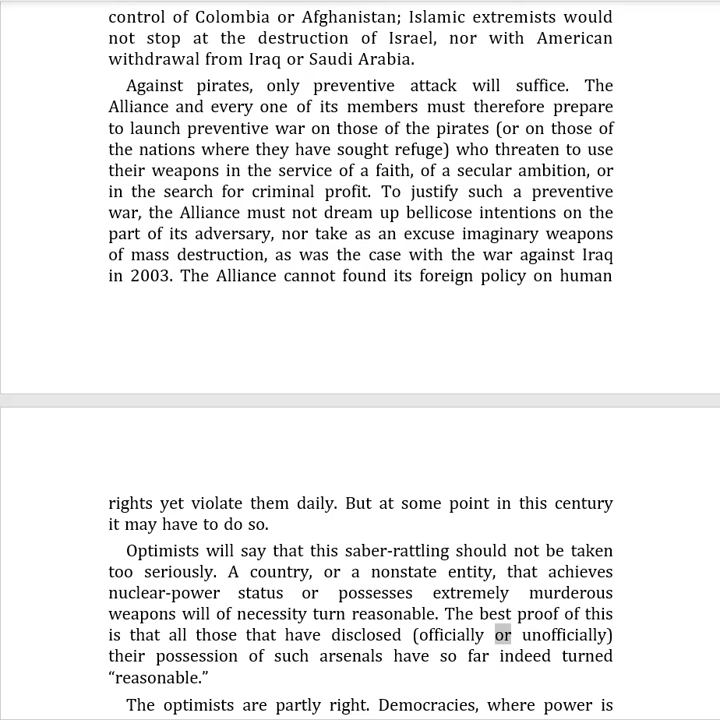 control of Colombia or Afghanistan; Islamic extremists would
not stop at the destruction of Israel, nor with American
withdrawal from Iraq or Saudi Arabia.
Against pirates, only preventive attack will suffice. The
Alliance and every one of its members must therefore prepare
to launch preventive war on those of the pirates (or on those of
the nations where they have sought refuge) who threaten to use
their weapons in the service of a faith, of a secular ambition, or
in the search for criminal profit. To justify such a preventive
war, the Alliance must not dream up bellicose intentions on the
part of its adversary, nor take as an excuse imaginary weapons
of mass destruction, as was the case with the war against Iraq
in 2003. The Alliance cannot found its foreign policy on human
rights yet violate them daily. But at some point in this century
it may have to do so.
Optimists will say that this saber-rattling should not be taken
too seriously. A country, or a nonstate entity, that achieves
nuclear-power status or possesses extremely murderous
weapons will of necessity turn reasonable. The best proof of this
is that all those that have disclosed (officially or unofficially)
their possession of such arsenals have so far indeed turned
“reasonable.”
The optimists are partly right. Democracies, where power is